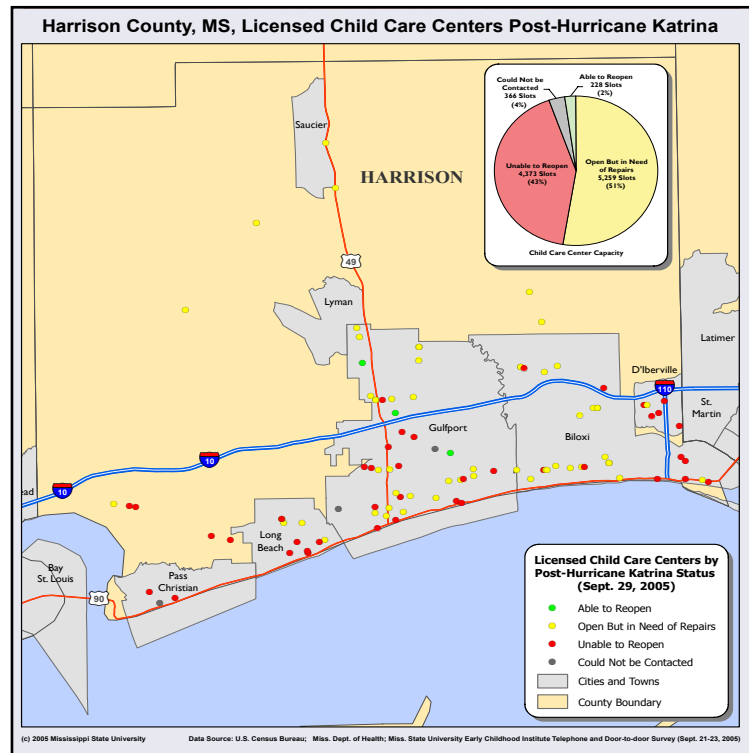 Harrison County, MS, Licensed Child Care Centers Post-Hurricane Katrina
Could Not be
Contacted
366 Slots
(4%)
Able to Reopen
228 Slots
(2%)
Unable to Reopen
4,373 Slots
(43%)
Open But in Need
of Repairs
5,259 Slots
(51%)
Child Care Center Capacity
Saucier
HARRISON
49
Lyman
Latimer
D'Iberville
110
St.
Martin
Gulfport
Biloxi
10
10
ead
Long
Beach
Bay
St. Louis
Pass
Christian
90
Licensed Child Care Centers by
Post-Hurricane Katrina Status
(Sept. 29, 2005)
Able to Reopen
Open But in Need of Repairs
Unable to Reopen
Could Not be Contacted
Cities and Towns
County Boundary
(c) 2005 Mississippi State University
Data Source: U.S. Census Bureau; Miss. Dept. of Health; Miss. State University Early Childhood Institute Telephone and Door-to-door Survey (Sept. 21-23, 2005)